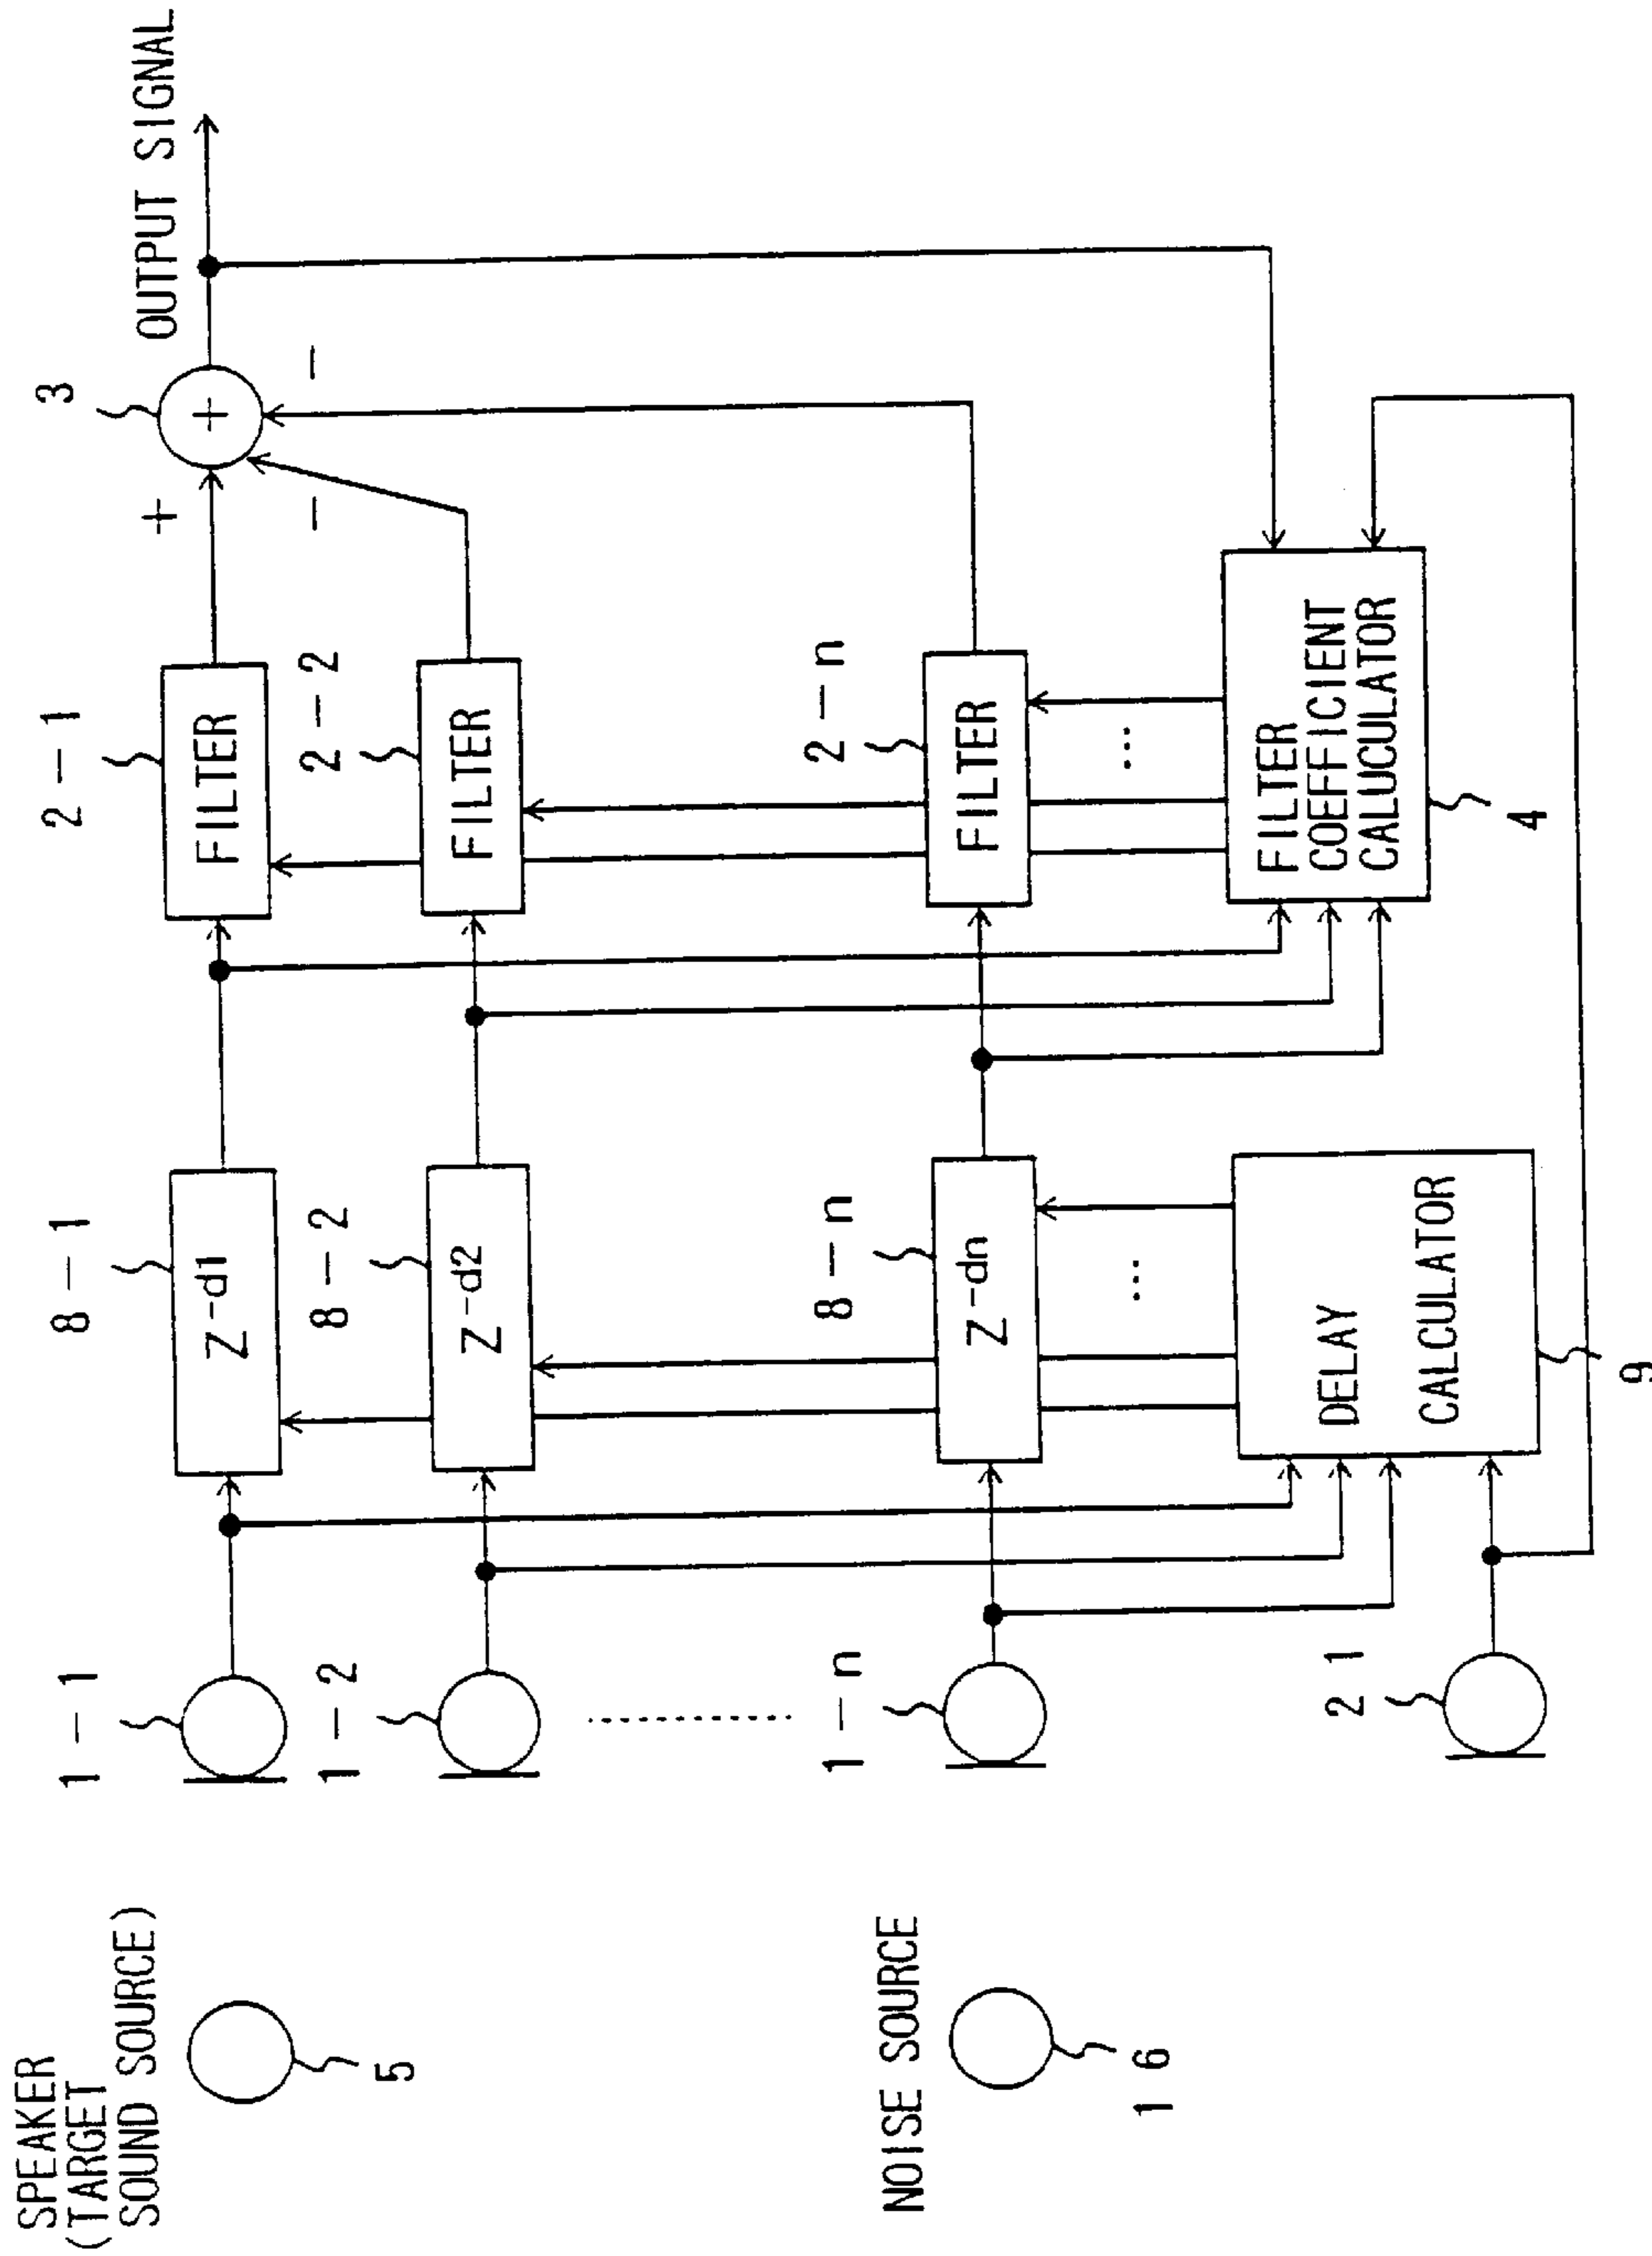 SPEAKER
(TARGET
SOUND SOURCE)
5
NOISE SOURCE
16
1-1
1-2
1-n
21
8-1
Z-d1
8-2
Z-d2
8-n
Z-dn
...
DELAY
CALCULATOR
9
2-1
FILTER
2-2
FILTER
2-n
FILTER
...
FILTER
COEFFICIENT
CALUCULATOR
4
3
+
+
-
-
OUTPUT SIGNAL